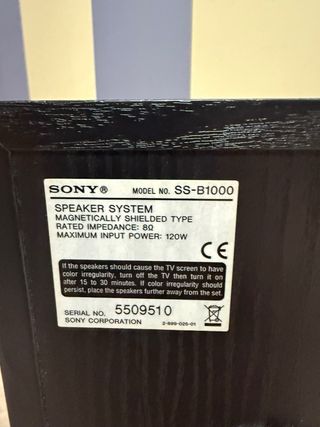 SONY® MODEL NO. SS-B1000
SPEAKER SYSTEM
MAGNETICALLY SHIELDED TYPE
RATED IMPEDANCE: 8Ω
MAXIMUM INPUT POWER: 120W
CE
If the speakers should cause the TV screen to have
color irregularity, turn off the TV then turn it on
after 15 to 30 minutes. If color irregularity should
persist, place the speakers further away from the set.
SERIAL NO. 5509510
SONY CORPORATION 2-699-025-01